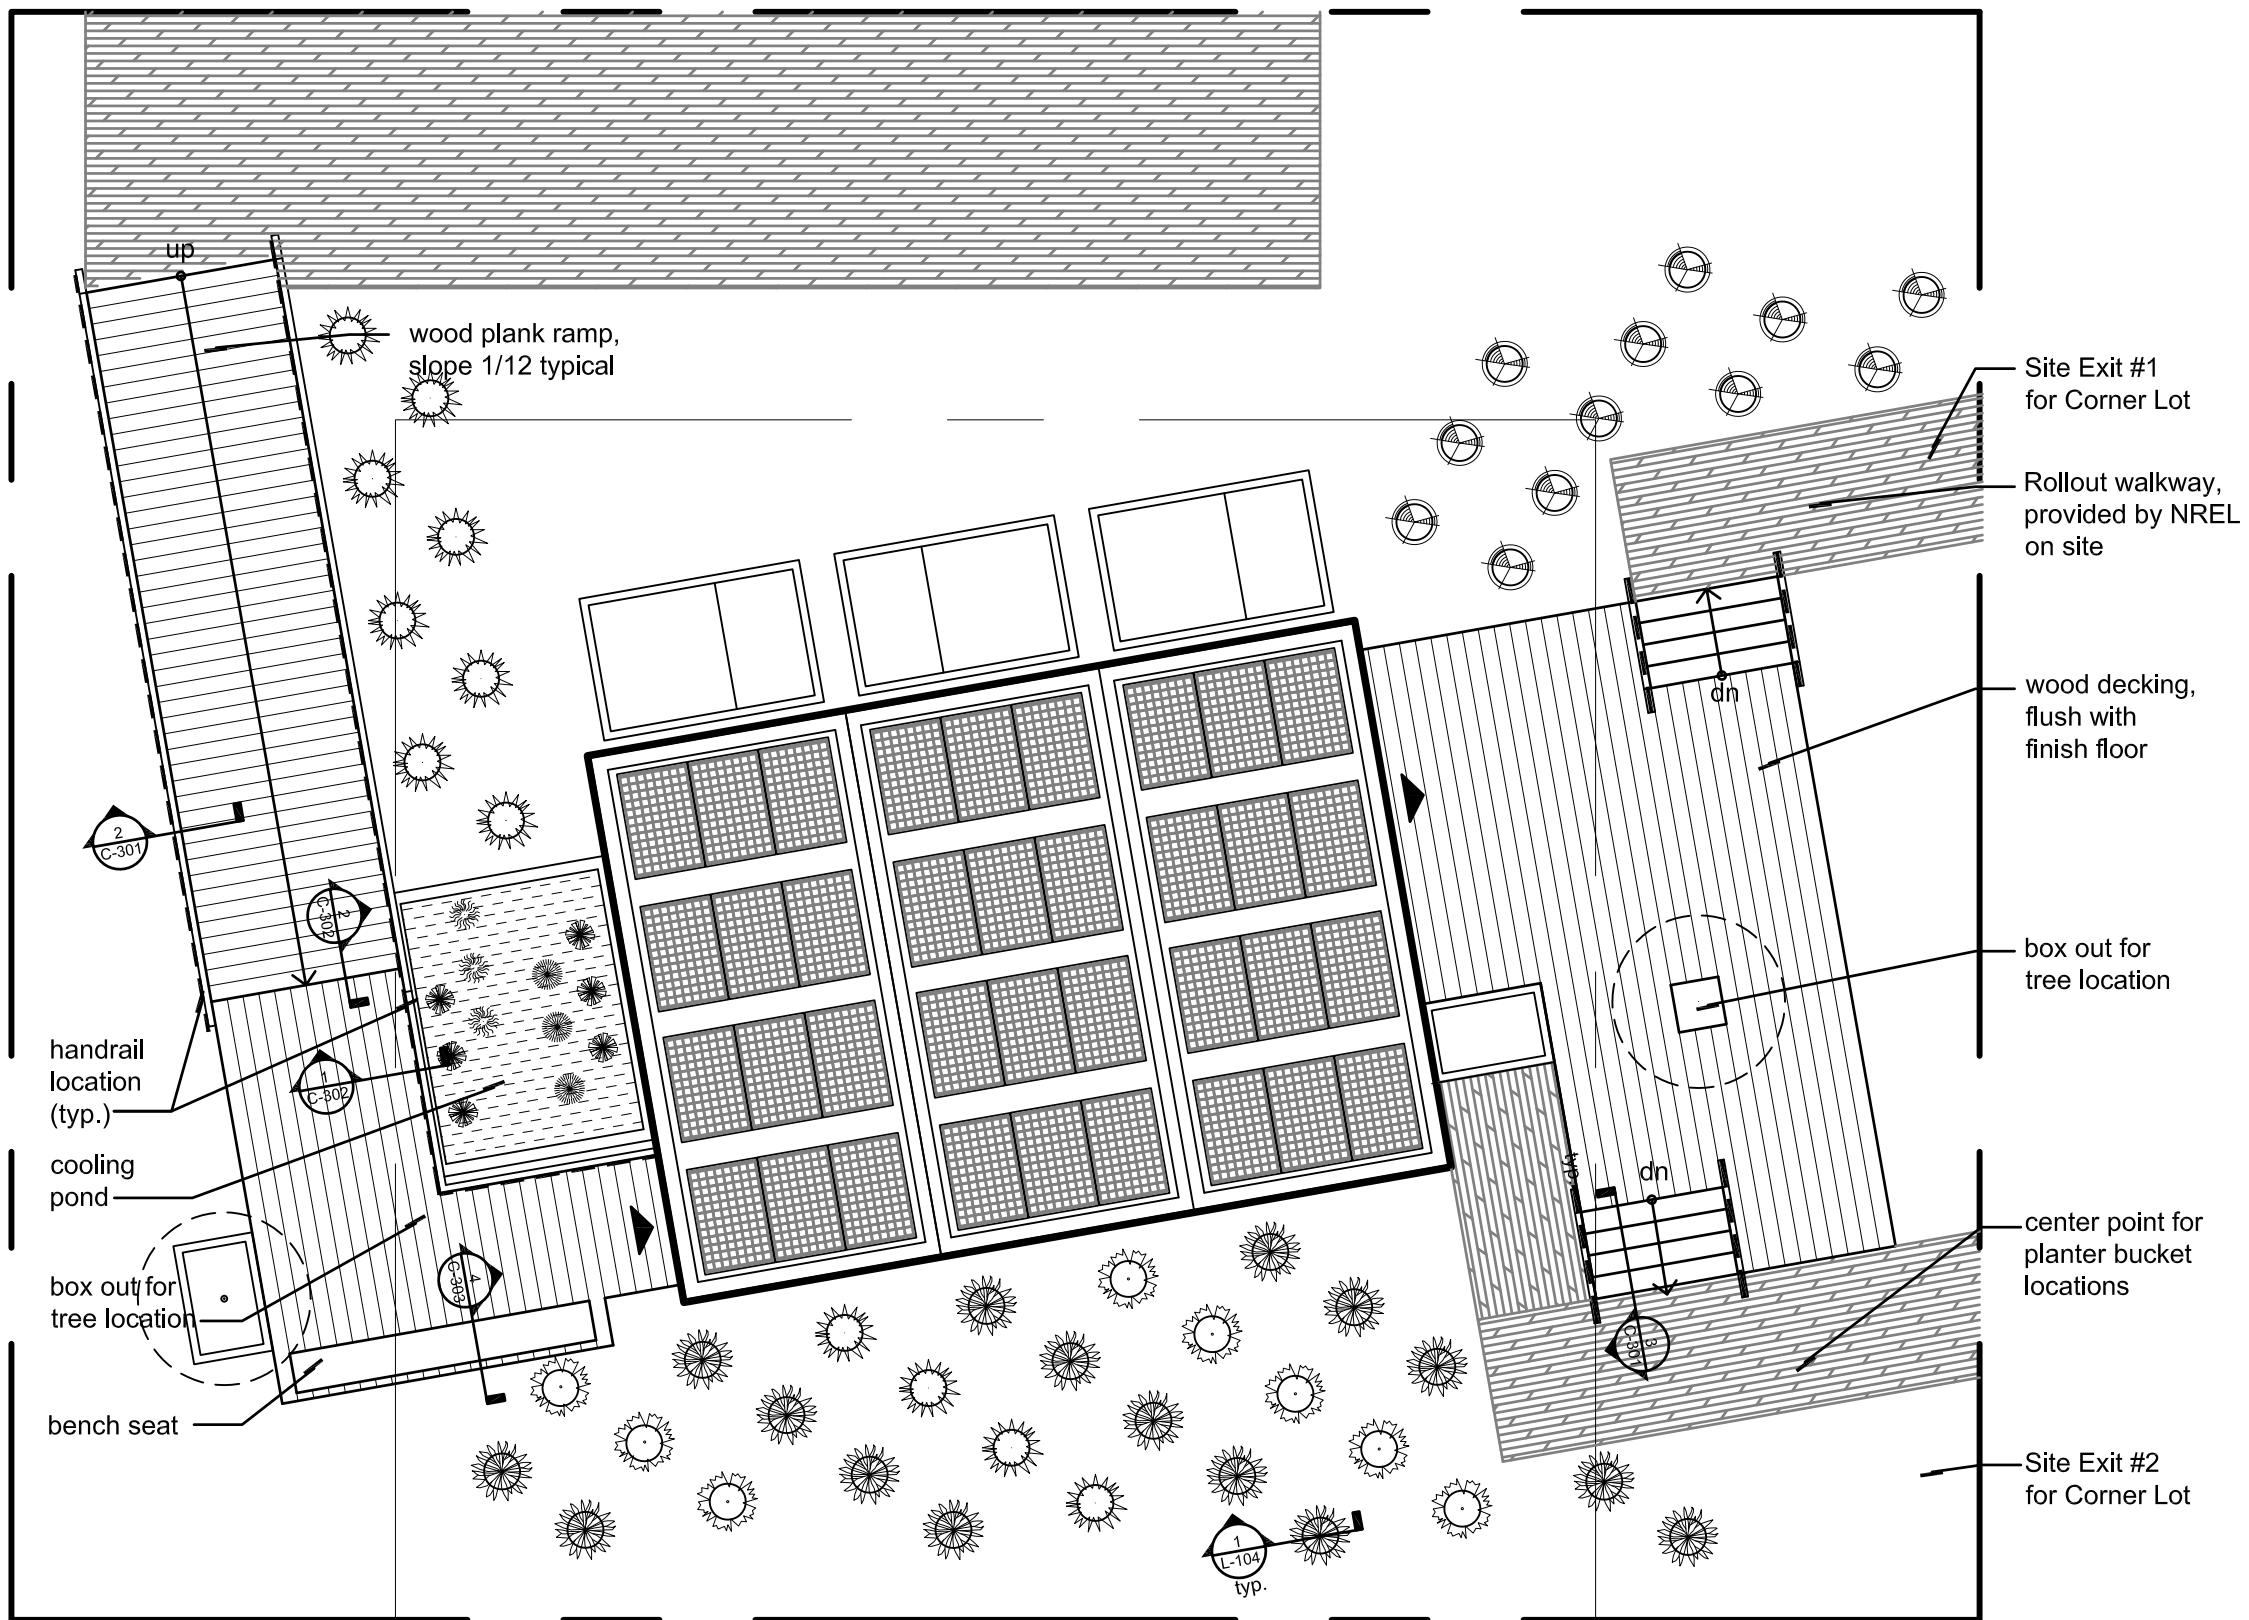 up
wood plank ramp,
slope 1/12 typical
Site Exit #1
for Corner Lot
Rollout walkway,
provided by NREL
on site
dn
wood decking,
flush with
finish floor
2
C-301
2
C-302
box out for
tree location
handrail
location
(typ.)
1
C-302
cooling
pond
typ.
dn
center point for
planter bucket
locations
box out for
tree location
4
C-303
3
C-301
bench seat
Site Exit #2
for Corner Lot
1
L-104
typ.